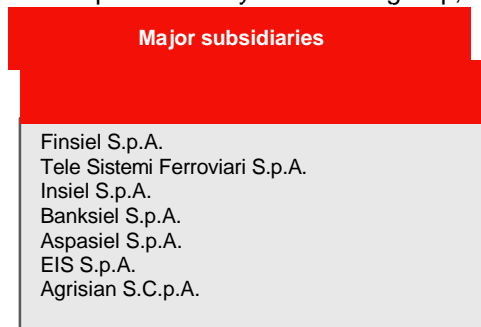 Major subsidiaries
Finsiel S.p.A.
Tele Sistemi Ferroviari S.p.A.
Insiel S.p.A.
Banksiel S.p.A.
Aspasiel S.p.A.
EIS S.p.A.
Agrisian S.C.p.A.